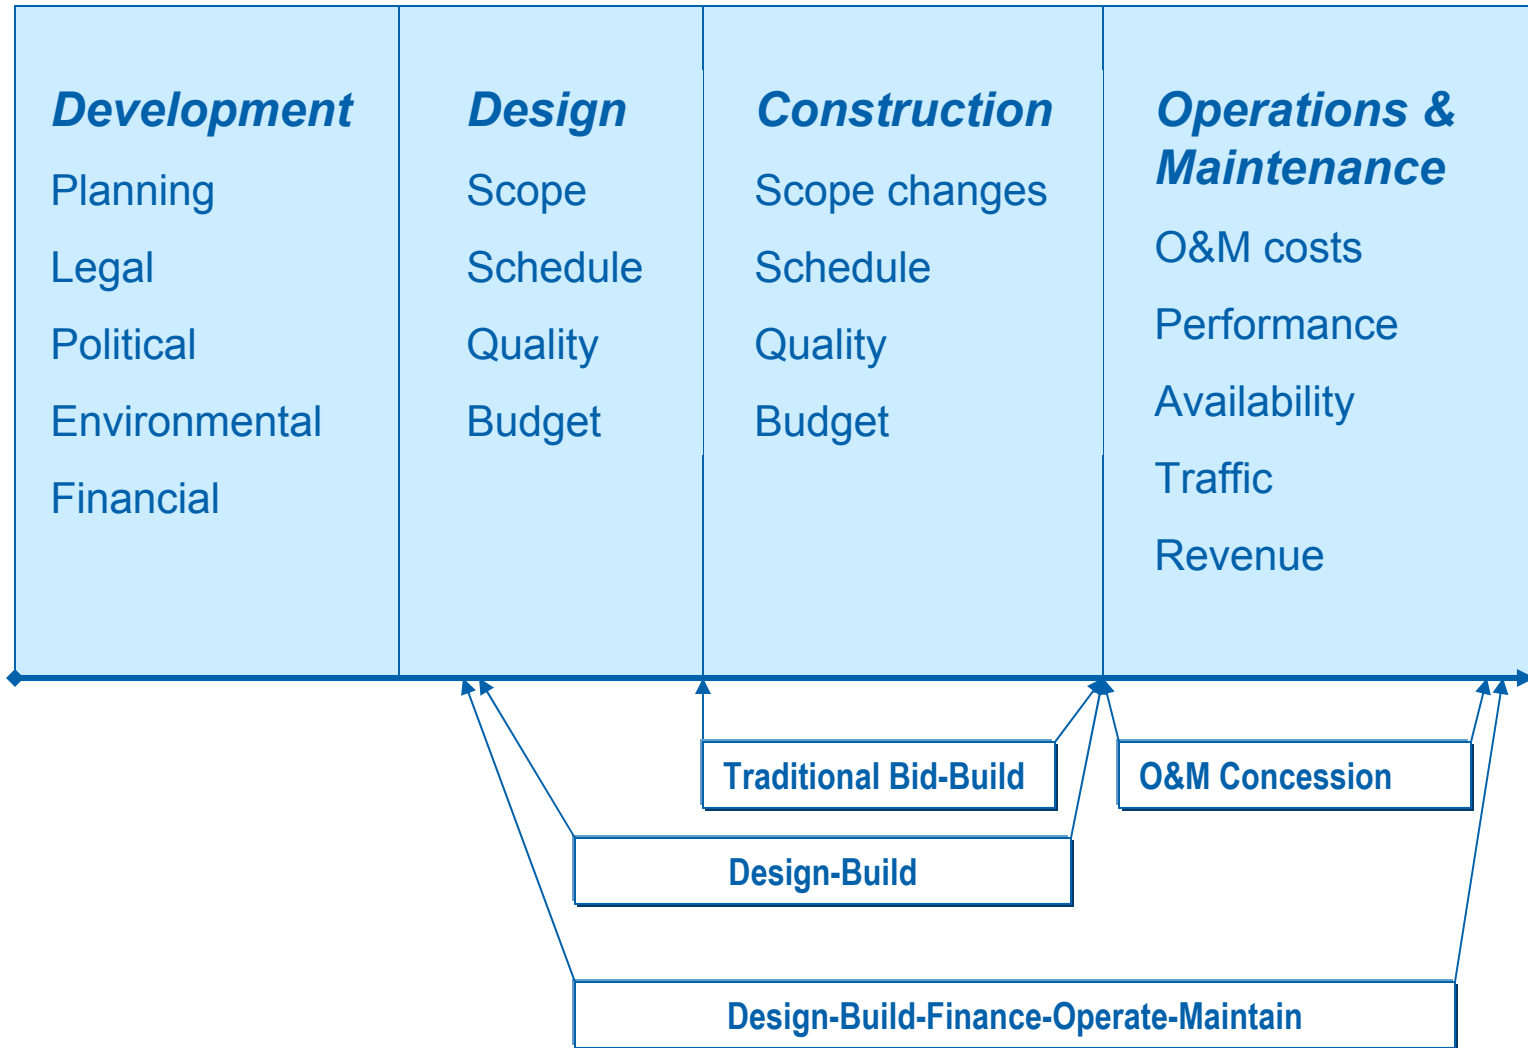 Development
Planning
Legal
Political
Environmental
Financial
Design
Scope
Schedule
Quality
Budget
Construction
Scope changes
Schedule
Quality
Budget
Operations &
Maintenance
O&M costs
Performance
Availability
Traffic
Revenue
Traditional Bid-Build
O&M Concession
Design-Build
Design-Build-Finance-Operate-Maintain